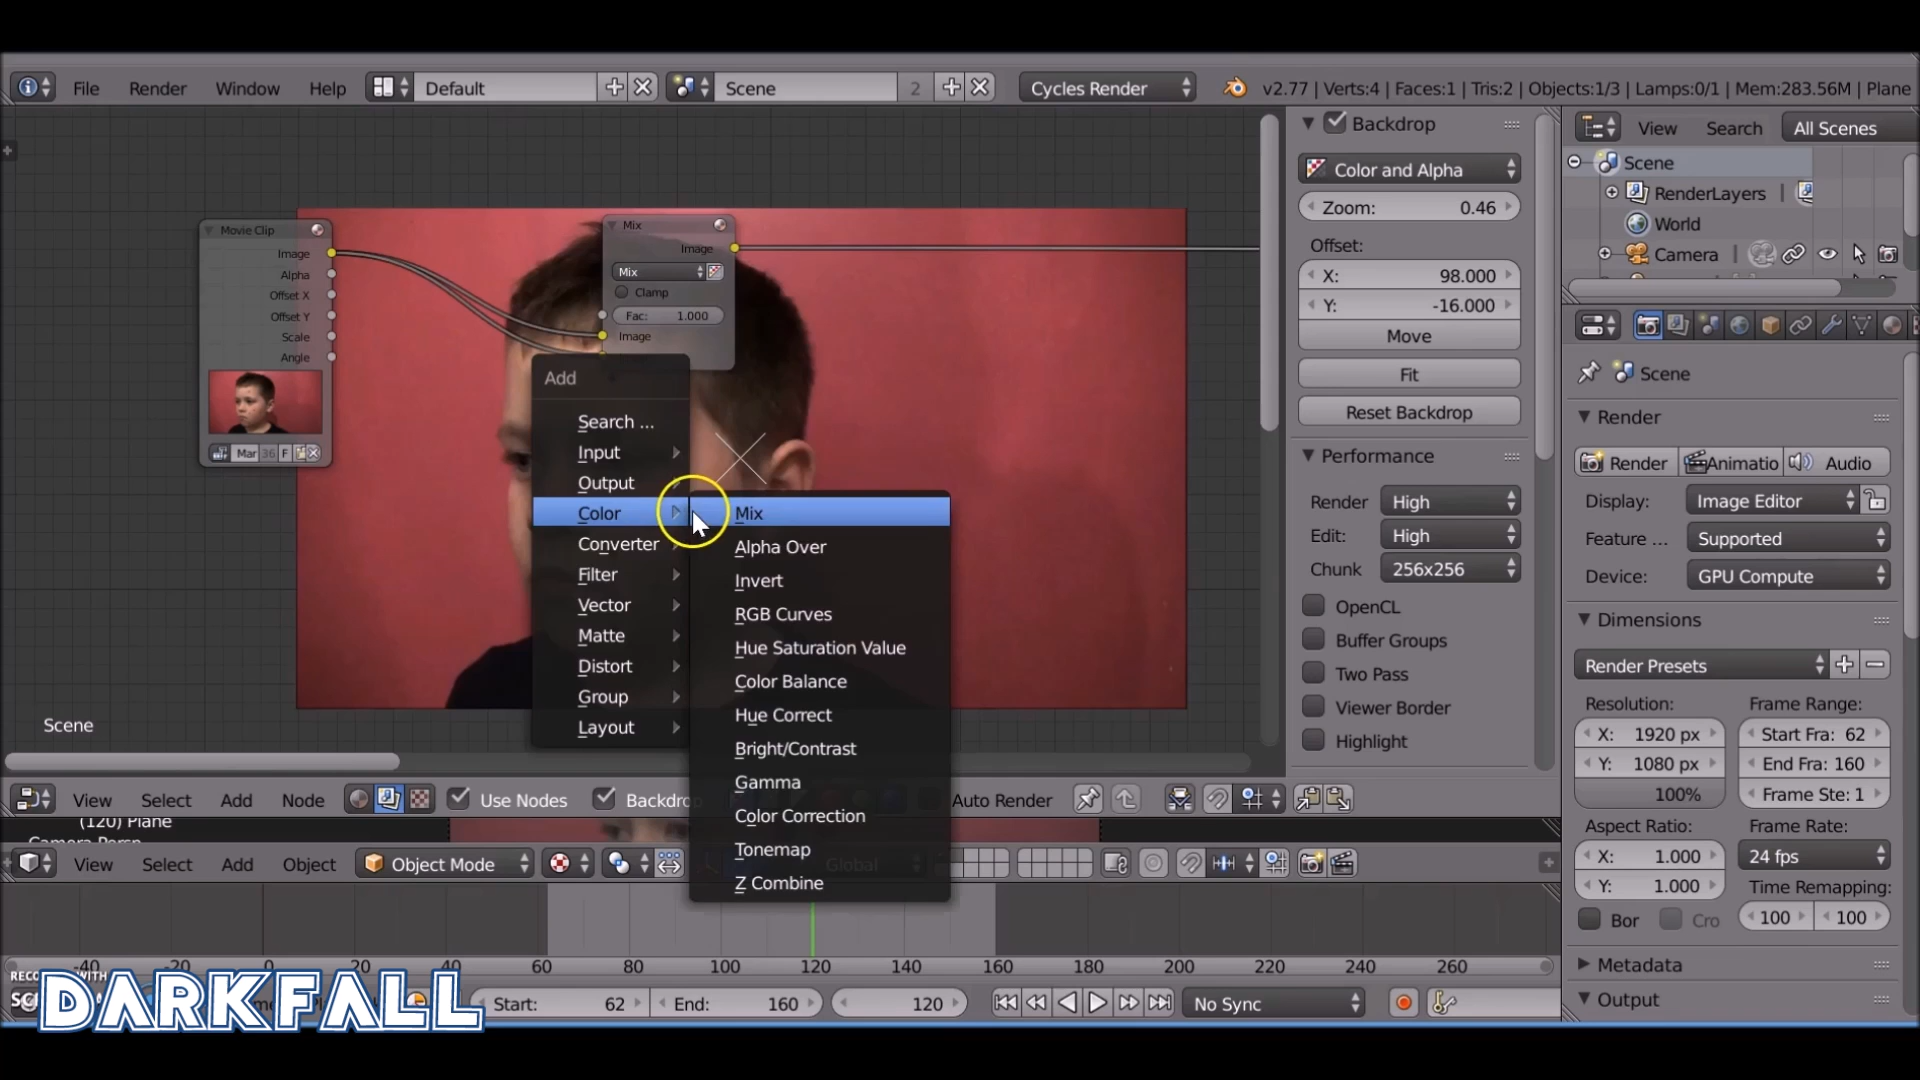 File Render Window Help Default Scene 2 Cycles Render v2.77 | Verts:4 | Faces:1 | Tris:2 | Objects:1/3 | Lamps:0/1 | Mem:283.56M | Plane
Movie Clip
Image
Alpha
Offset X
Offset Y
Scale
Angle
Mar 36 F
Mix
Image
Mix
Clamp
Fac: 1.000
Image
Add
Search ...
Input
Output
Color
Converter
Filter
Vector
Matte
Distort
Group
Layout
Mix
Alpha Over
Invert
RGB Curves
Hue Saturation Value
Color Balance
Hue Correct
Bright/Contrast
Gamma
Color Correction
Tonemap
Z Combine
Scene
Backdrop
Color and Alpha
Zoom: 0.46
Offset:
X: 98.000
Y: -16.000
Move
Fit
Reset Backdrop
Performance
Render High
Edit: High
Chunk 256x256
OpenCL
Buffer Groups
Two Pass
Viewer Border
Highlight
View Search All Scenes
Scene
RenderLayers
World
Camera
Scene
Render
Render Animatio Audio
Display: Image Editor
Feature ... Supported
Device: GPU Compute
Dimensions
Render Presets
Resolution: Frame Range:
X: 1920 px Start Fra: 62
Y: 1080 px End Fra: 160
100% Frame Ste: 1
Aspect Ratio: Frame Rate:
X: 1.000 24 fps
Y: 1.000 Time Remapping:
Bor Cro 100 100
Metadata
Output
View Select Add Node Use Nodes Backdro Auto Render
(120) Plane
Camera Persp
View Select Add Object Object Mode Global
-40 -20 0 20 40 60 80 100 120 140 160 180 200 220 240 260
Start: 62 End: 160 120 No Sync
DARKFALL